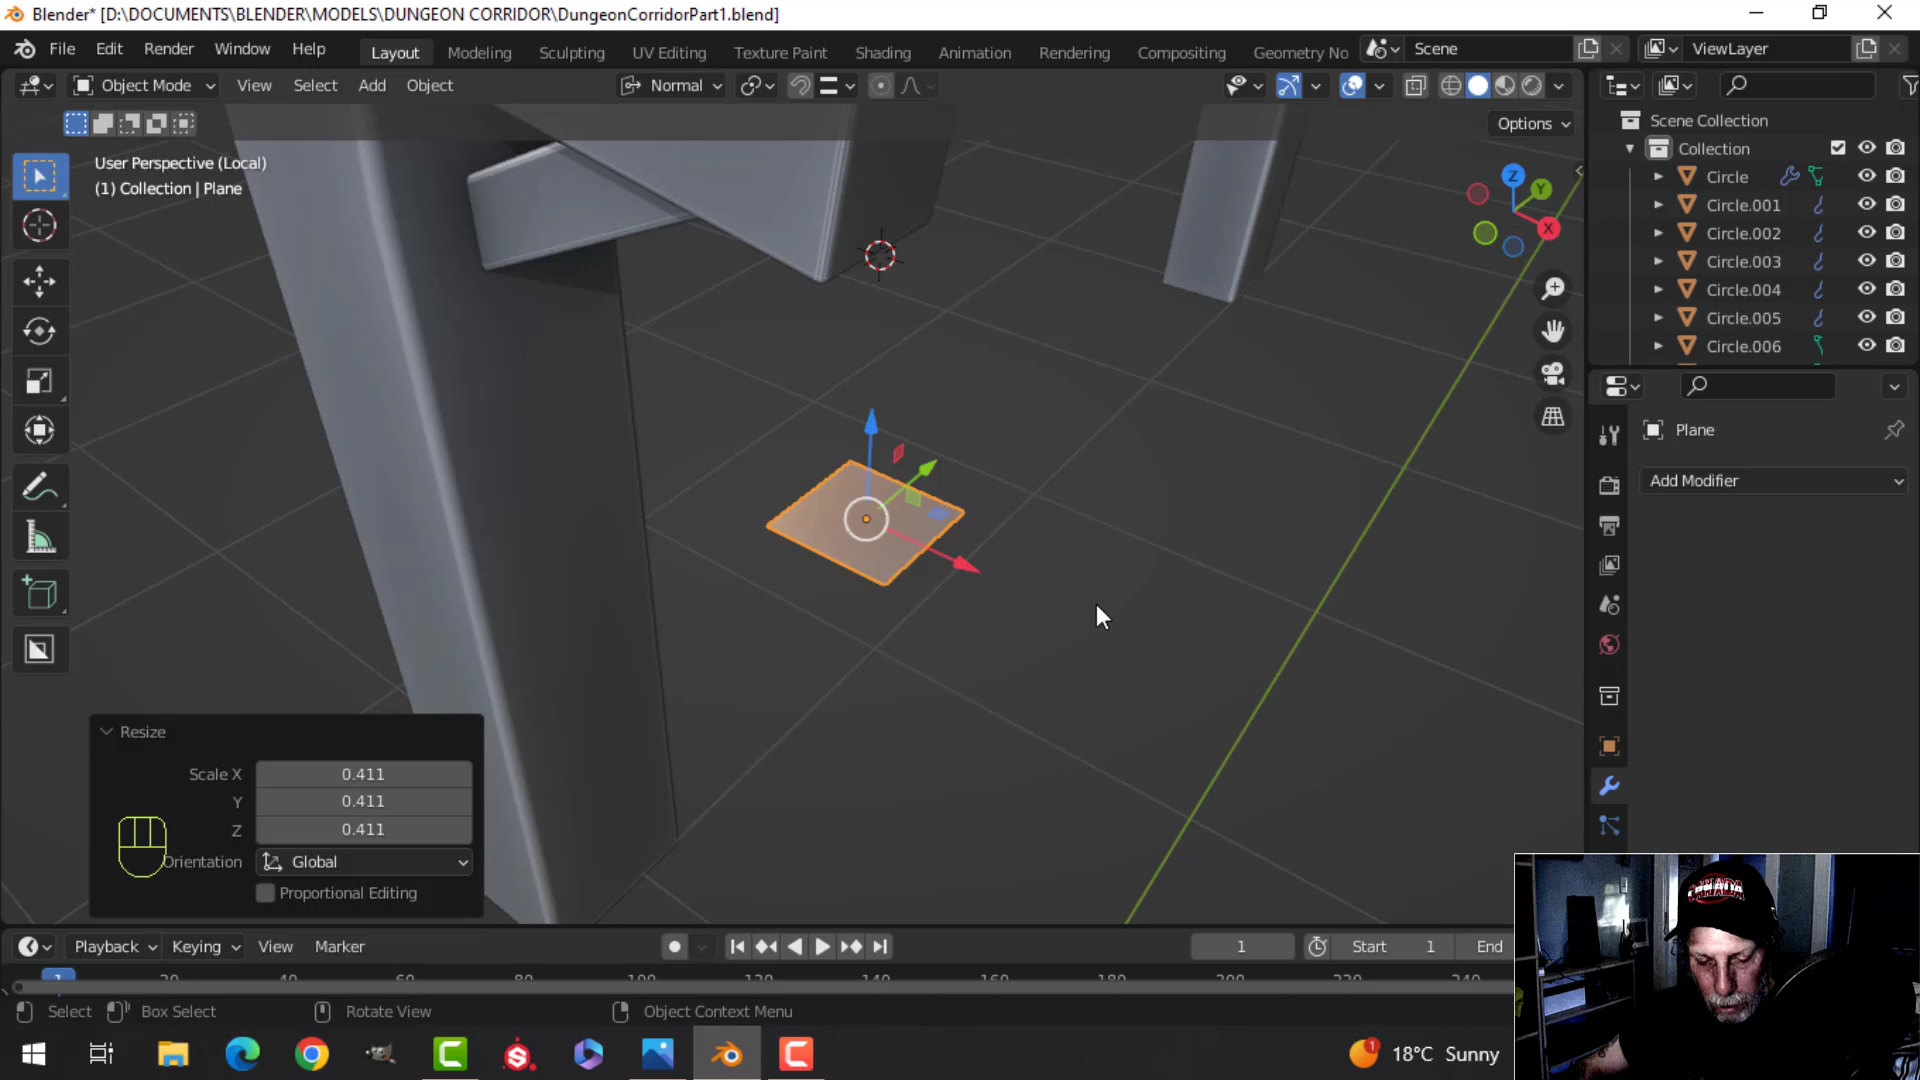 Blender* [D:\DOCUMENTS\BLENDER\MODELS\DUNGEON CORRIDOR\DungeonCorridorPart1.blend]
File Edit Render Window Help Layout Modeling Sculpting UV Editing Texture Paint Shading Animation Rendering Compositing Geometry No Scene ViewLayer
Object Mode View Select Add Object Normal
Options
Scene Collection
User Perspective (Local)
Collection
(1) Collection | Plane
Circle
Circle.001
Circle.002
Circle.003
Circle.004
Circle.005
Circle.006
Z
Y
X
Plane
Add Modifier
Resize
Scale X 0.411
Y 0.411
Z 0.411
Orientation Global
Proportional Editing
CANADA
Playback Keying View Marker 1 Start 1 End
1 20 40 60 80 100 120 140 160 180 200 220 240
Select Box Select Rotate View Object Context Menu
1 18°C Sunny